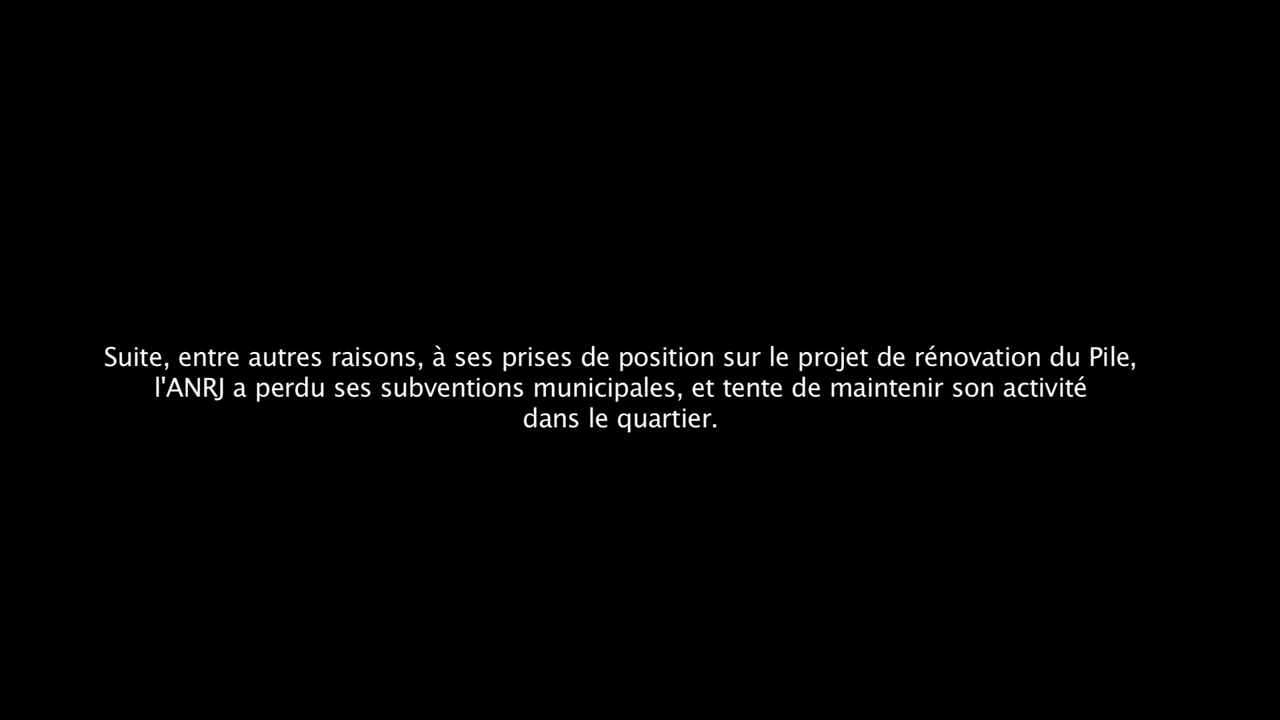 Suite, entre autres raisons, à ses prises de position sur le projet de rénovation du Pile,
l'ANRJ a perdu ses subventions municipales, et tente de maintenir son activité
dans le quartier.